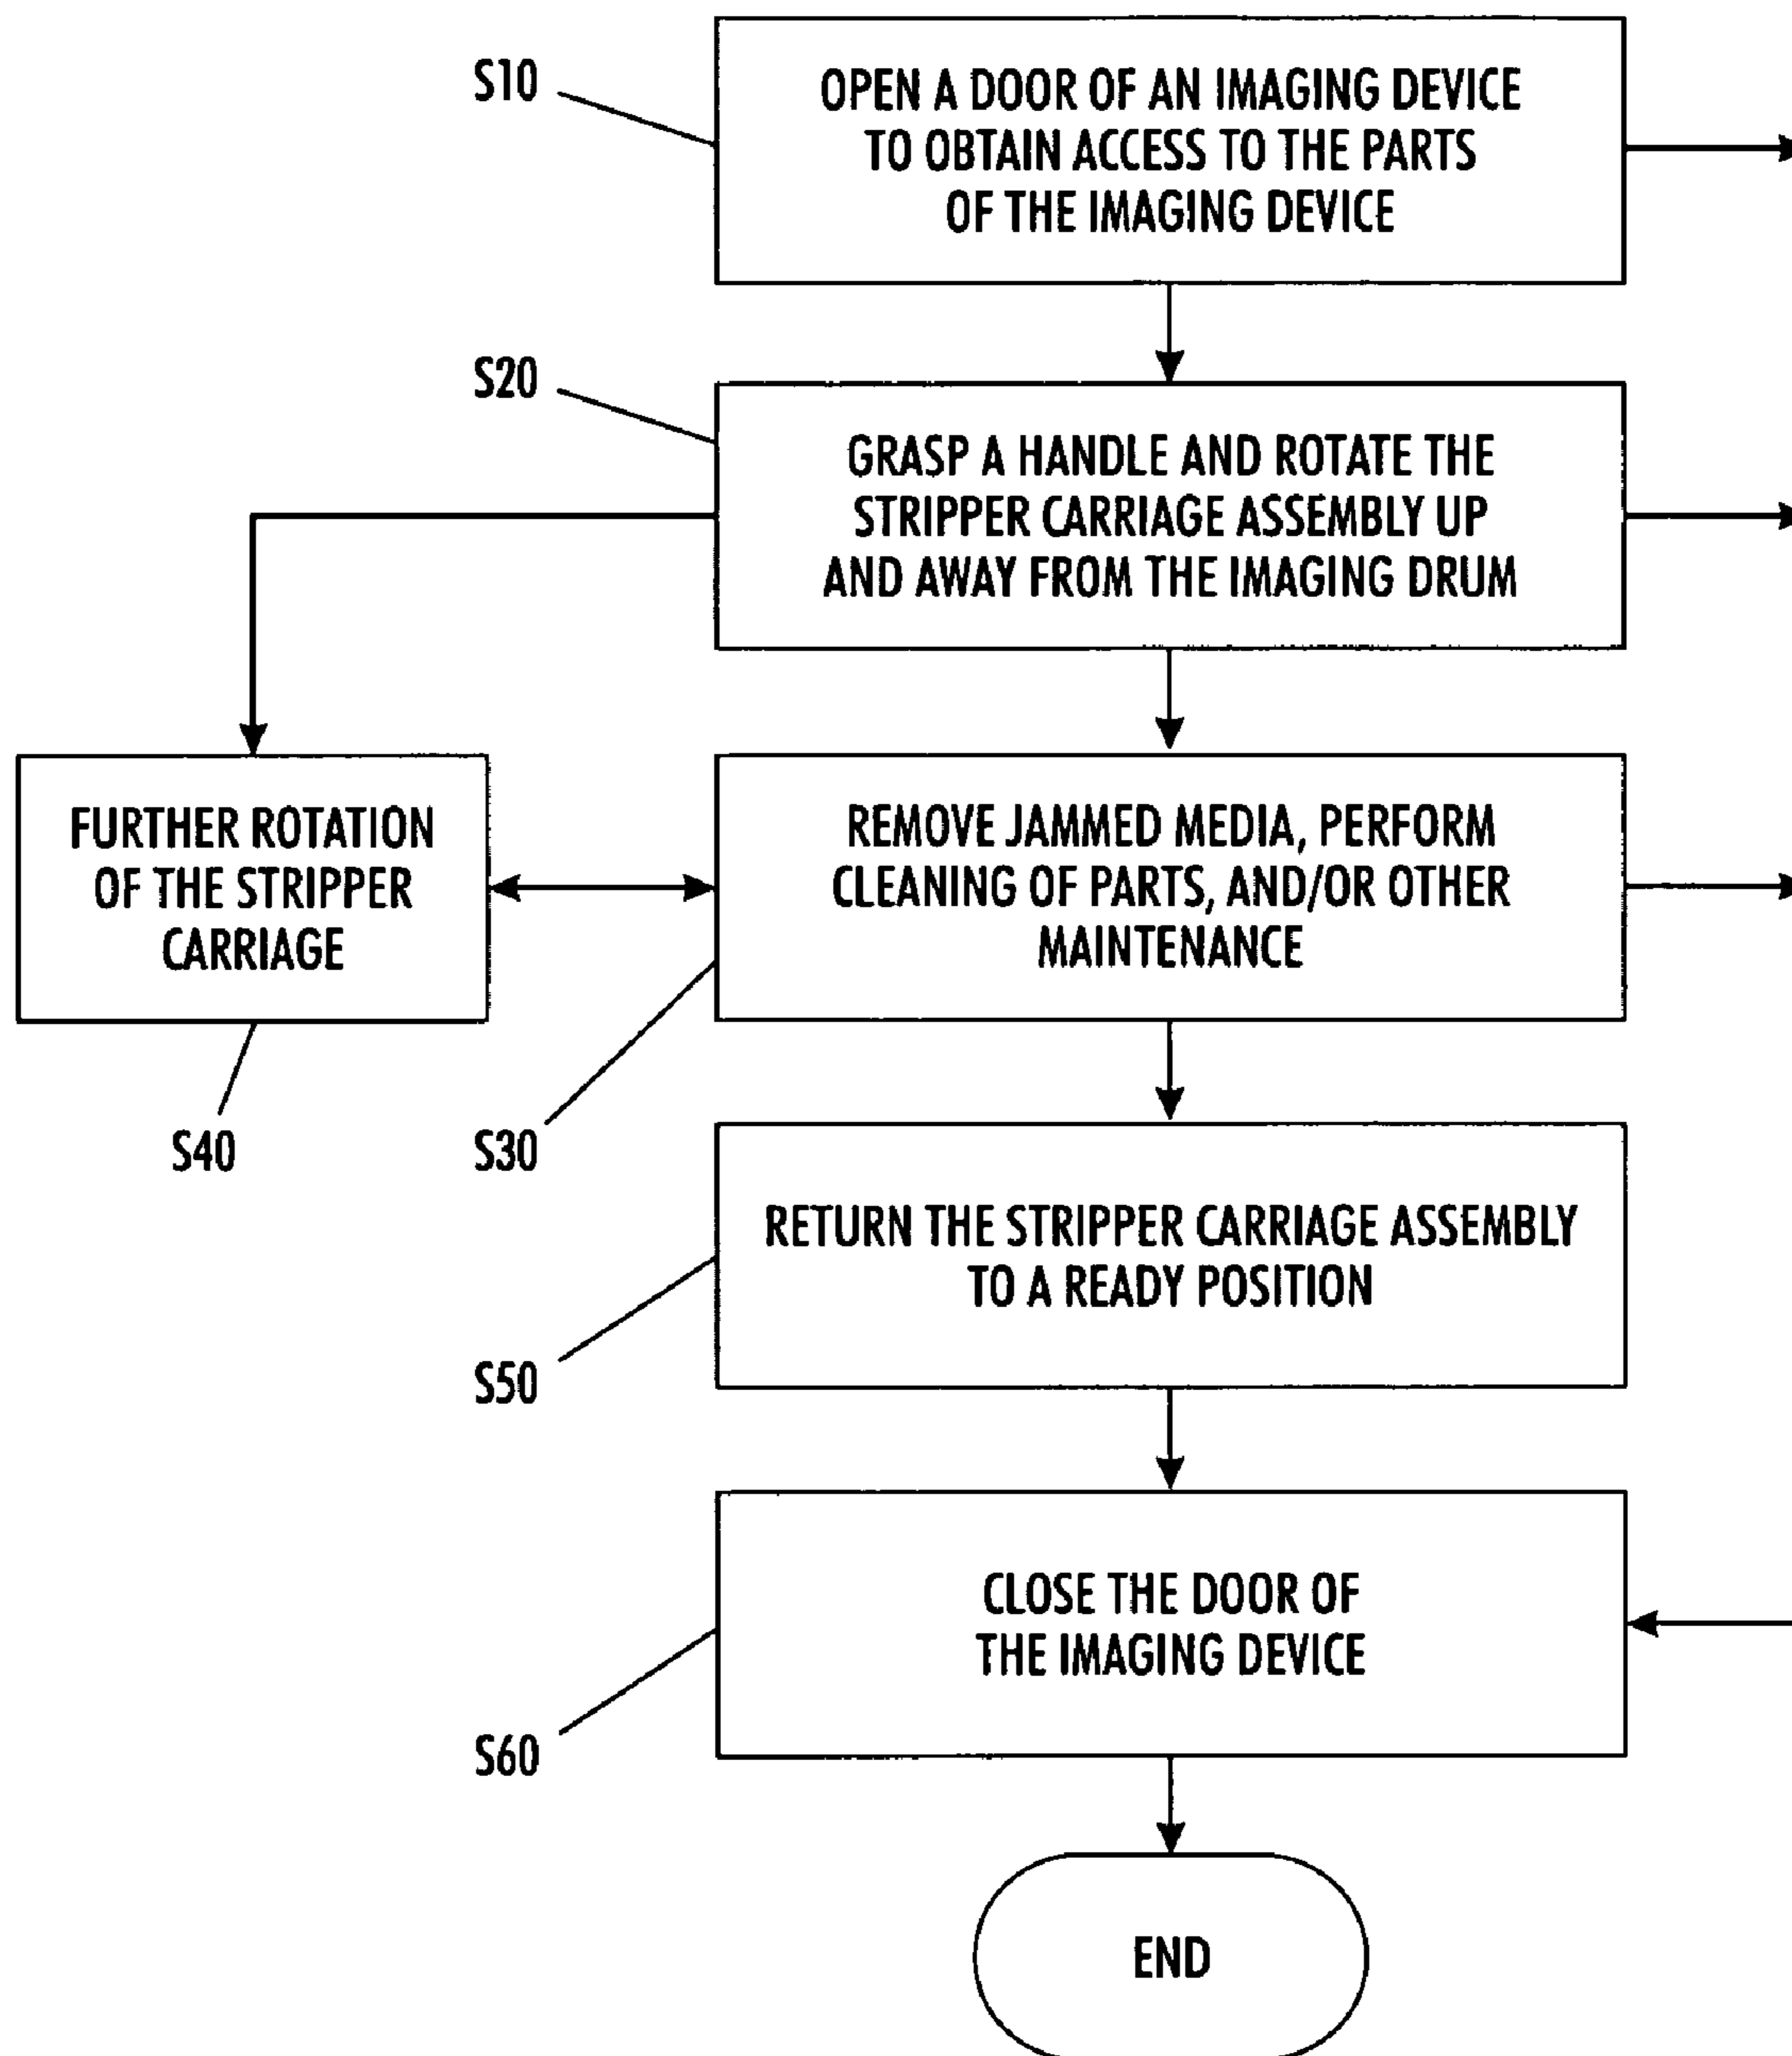 S10
OPEN A DOOR OF AN IMAGING DEVICE
TO OBTAIN ACCESS TO THE PARTS
OF THE IMAGING DEVICE
S20
GRASP A HANDLE AND ROTATE THE
STRIPPER CARRIAGE ASSEMBLY UP
AND AWAY FROM THE IMAGING DRUM
FURTHER ROTATION
OF THE STRIPPER
CARRIAGE
REMOVE JAMMED MEDIA, PERFORM
CLEANING OF PARTS, AND/OR OTHER
MAINTENANCE
S40
S30
RETURN THE STRIPPER CARRIAGE ASSEMBLY
TO A READY POSITION
S50
CLOSE THE DOOR OF
THE IMAGING DEVICE
S60
END